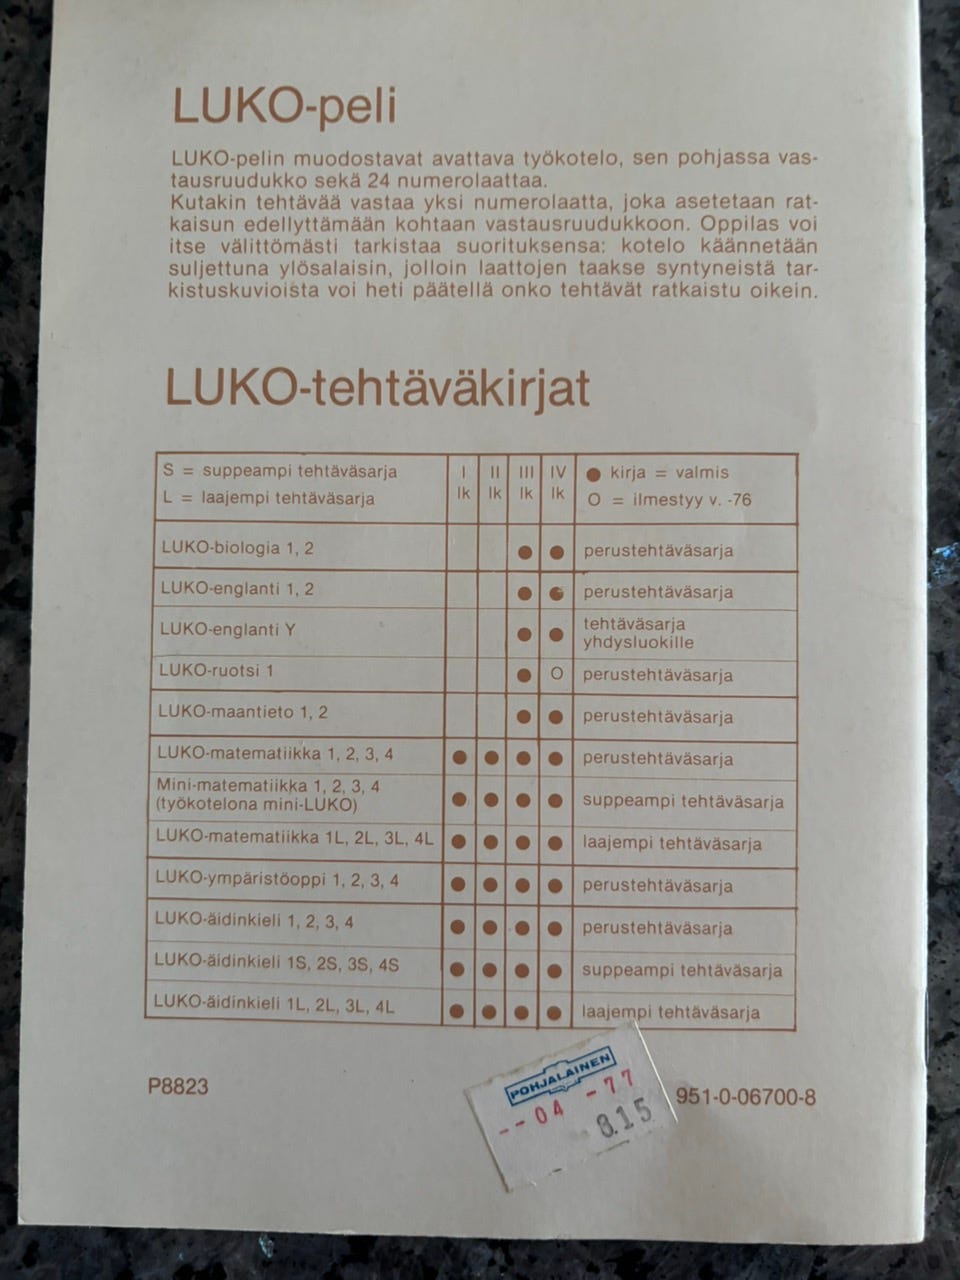 LUKO-peli
LUKO-pelin muodostavat avattava työkotelo, sen pohjassa vas-
tausruudukko sekä 24 numerolaattaa.
Kutakin tehtävää vastaa yksi numerolaatta, joka asetetaan rat-
kaisun edellyttämään kohtaan vastausruudukkoon. Oppilas voi
itse välittömästi tarkistaa suorituksensa: kotelo käännetään
suljettuna ylösalaisin, jolloin laattojen taakse syntyneistä tar-
kistuskuvioista voi heti päätellä onko tehtävät ratkaistu oikein.
LUKO-tehtäväkirjat
S = suppeampi tehtäväsarja I II III IV ● kirja = valmis
L = laajempi tehtäväsarja lk lk lk lk O = ilmestyy v. -76
LUKO-biologia 1, 2 ● ● perustehtäväsarja
LUKO-englanti 1, 2 ● ● perustehtäväsarja
LUKO-englanti Y ● ● tehtäväsarja
yhdysluokille
LUKO-ruotsi 1 ● O perustehtäväsarja
LUKO-maantieto 1, 2 ● ● perustehtäväsarja
LUKO-matematiikka 1, 2, 3, 4 ● ● ● ● perustehtäväsarja
Mini-matematiikka 1, 2, 3, 4
(työkotelona mini-LUKO) ● ● ● ● suppeampi tehtäväsarja
LUKO-matematiikka 1L, 2L, 3L, 4L ● ● ● ● laajempi tehtäväsarja
LUKO-ympäristöoppi 1, 2, 3, 4 ● ● ● ● perustehtäväsarja
LUKO-äidinkieli 1, 2, 3, 4 ● ● ● ● perustehtäväsarja
LUKO-äidinkieli 1S, 2S, 3S, 4S ● ● ● ● suppeampi tehtäväsarja
LUKO-äidinkieli 1L, 2L, 3L, 4L ● ● ● ● laajempi tehtäväsarja
P8823
POHJALAINEN
-- 04 -77
8.15
951-0-06700-8